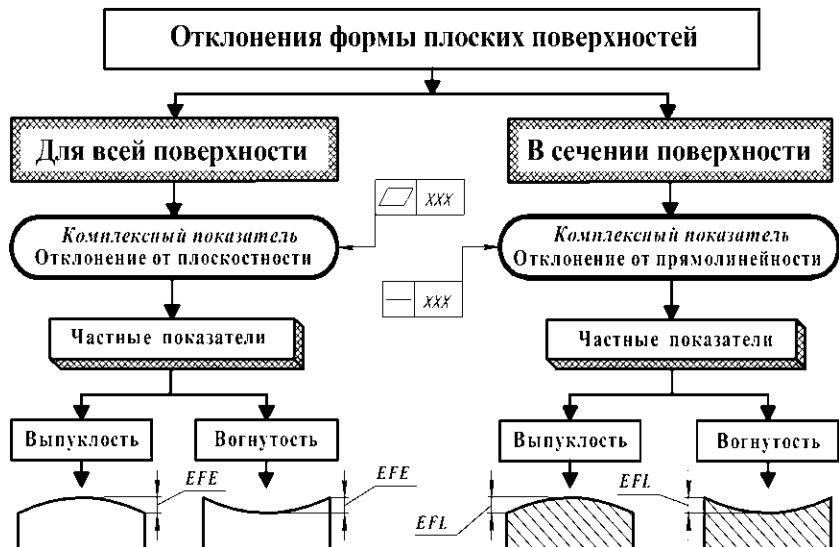 Отклонения формы плоских поверхностей
Для всей поверхности
В сечении поверхности
XXX
Комплексный показатель
Отклонение от плоскостности
Комплексный показатель
Отклонение от прямолинейности
XXX
Частные показатели
Частные показатели
Выпуклость
Вогнутость
Выпуклость
Вогнутость
EFE
EFE
EFL
EFL